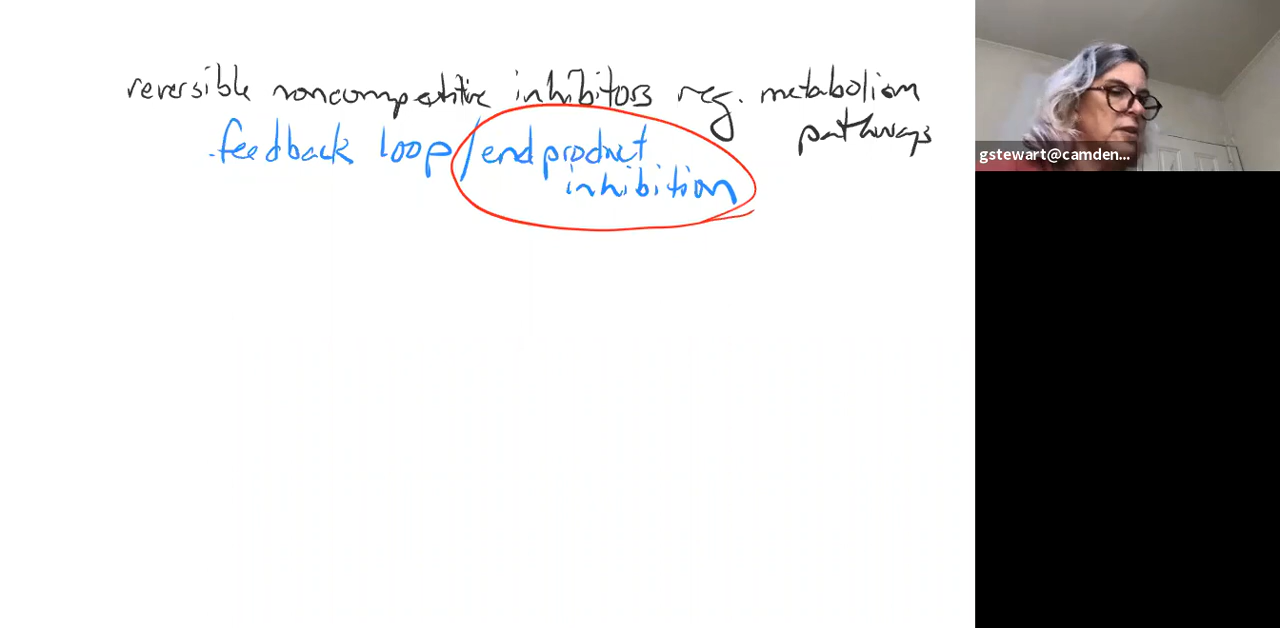 reversible noncompetitive inhibitors reg. metabolism
pathways
feedback loop/end product
inhibition
gstewart@camden...